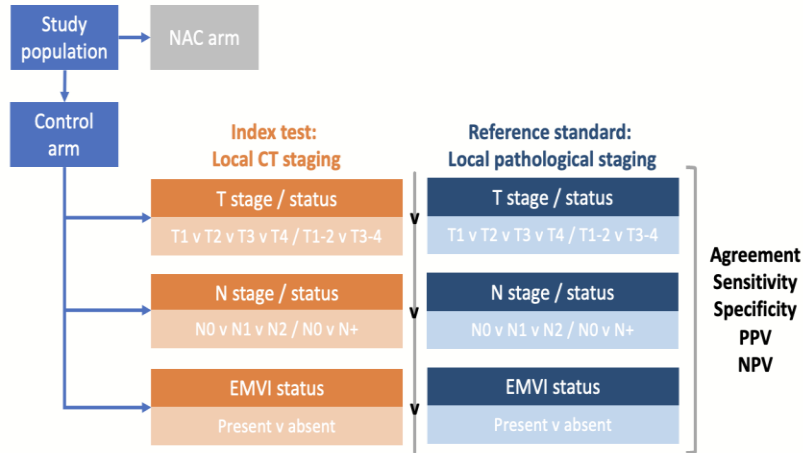 Study
population
NAC arm
Control
arm
Index test:
Local CT staging
Reference standard:
Local pathological staging
T stage / status
v
T stage / status
T1 v T2 v T3 v T4 / T1-2 v T3-4
T1 v T2 v T3 v T4 / T1-2 v T3-4
N stage / status
v
N stage / status
N0 v N1 v N2 / N0 v N+
N0 v N1 v N2 / N0 v N+
EMVI status
v
EMVI status
Present v absent
Present v absent
Agreement
Sensitivity
Specificity
PPV
NPV